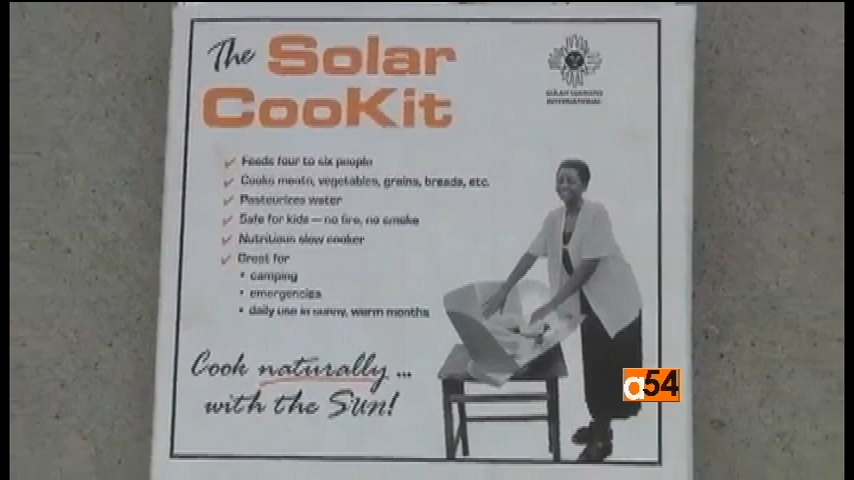 The Solar
CooKit
SOLAR COOKERS
INTERNATIONAL
✓ Feeds four to six people
✓ Cooks meats, vegetables, grains, breads, etc.
✓ Pasteurizes water
✓ Safe for kids — no fire, no smoke
✓ Nutritious slow cooker
✓ Great for
• camping
• emergencies
• daily use in sunny, warm months
Cook naturally ...
with the Sun!
a54